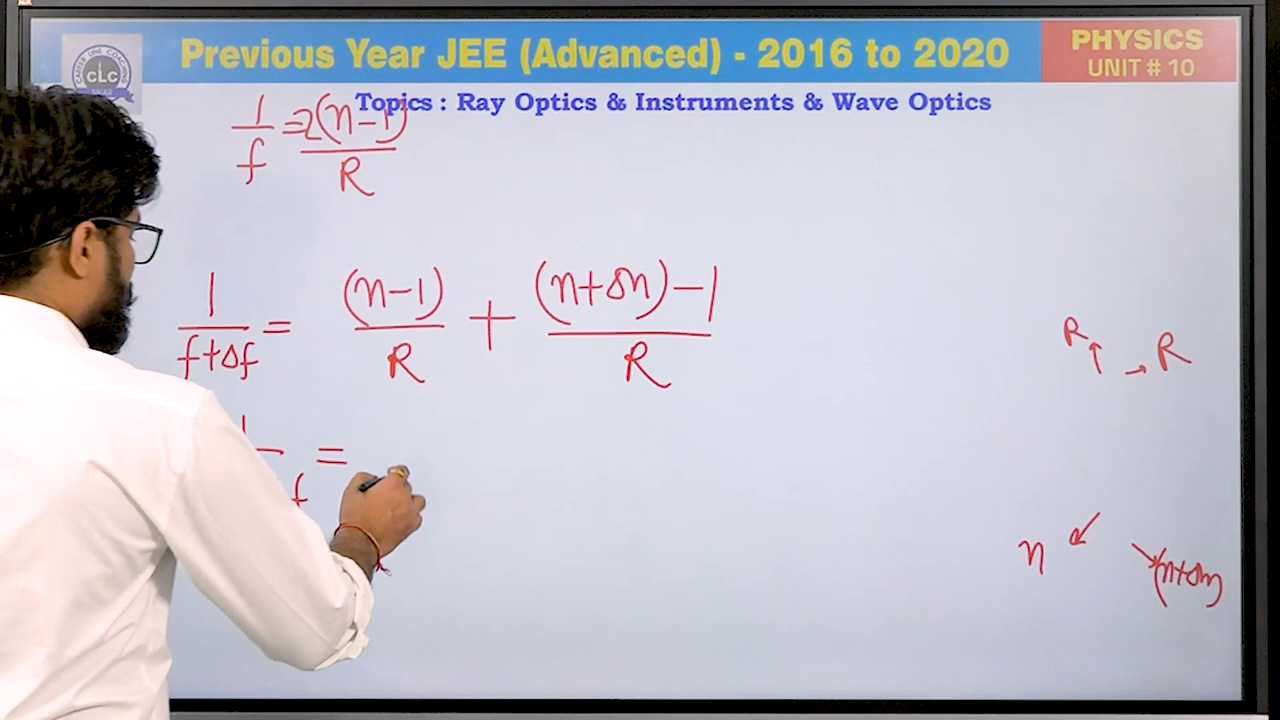 Previous Year JEE (Advanced) - 2016 to 2020
PHYSICS
UNIT # 10
CLC
Topics : Ray Optics & Instruments & Wave Optics
1/f = 2(n-1)/R
1/(f+Δf) = (n-1)/R + ((n+Δn)-1)/R
R → R
f =
n
(n+Δn)